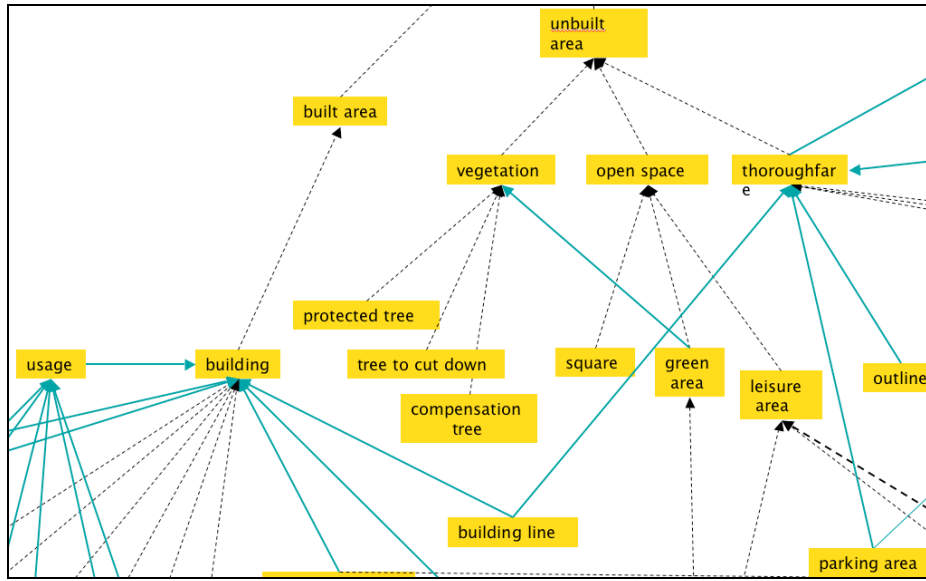 unbuilt
area
built area
vegetation
open space
thoroughfar
e
protected tree
usage
building
tree to cut down
square
green
area
leisure
area
outline
compensation
tree
building line
parking area